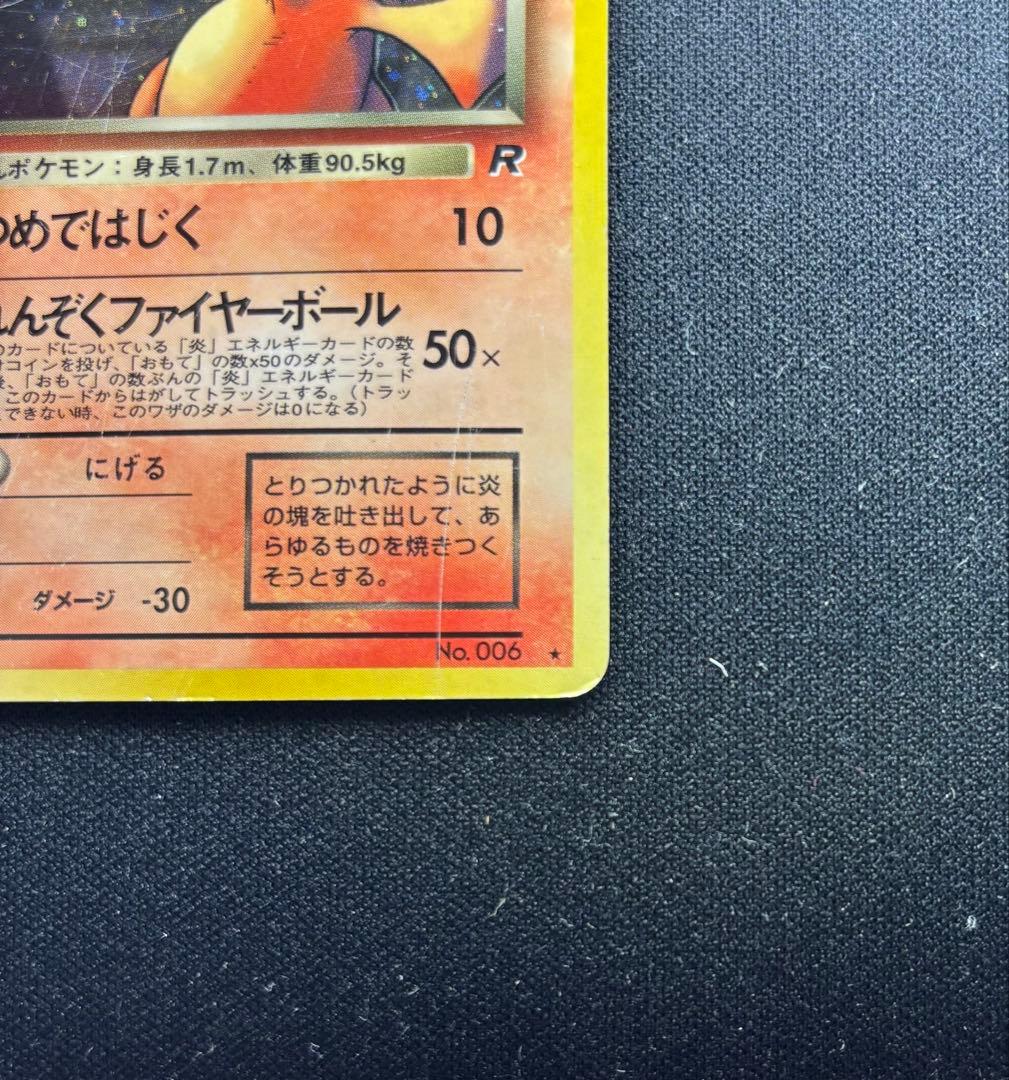 ポケモン：身長1.7m、体重90.5kg R
つめではじく 10
れんぞくファイヤーボール
50×
のカードについている「炎」エネルギーカードの数
けコインを投げ、「おもて」の数x50のダメージ。そ
後、「おもて」の数ぶんの「炎」エネルギーカード
このカードからはがしてトラッシュする。（トラッ
できない時、このワザのダメージは0になる）
にげる
ダメージ -30
とりつかれたように炎
の塊を吐き出して、あ
らゆるものを焼きつく
そうとする。
No. 006 ★